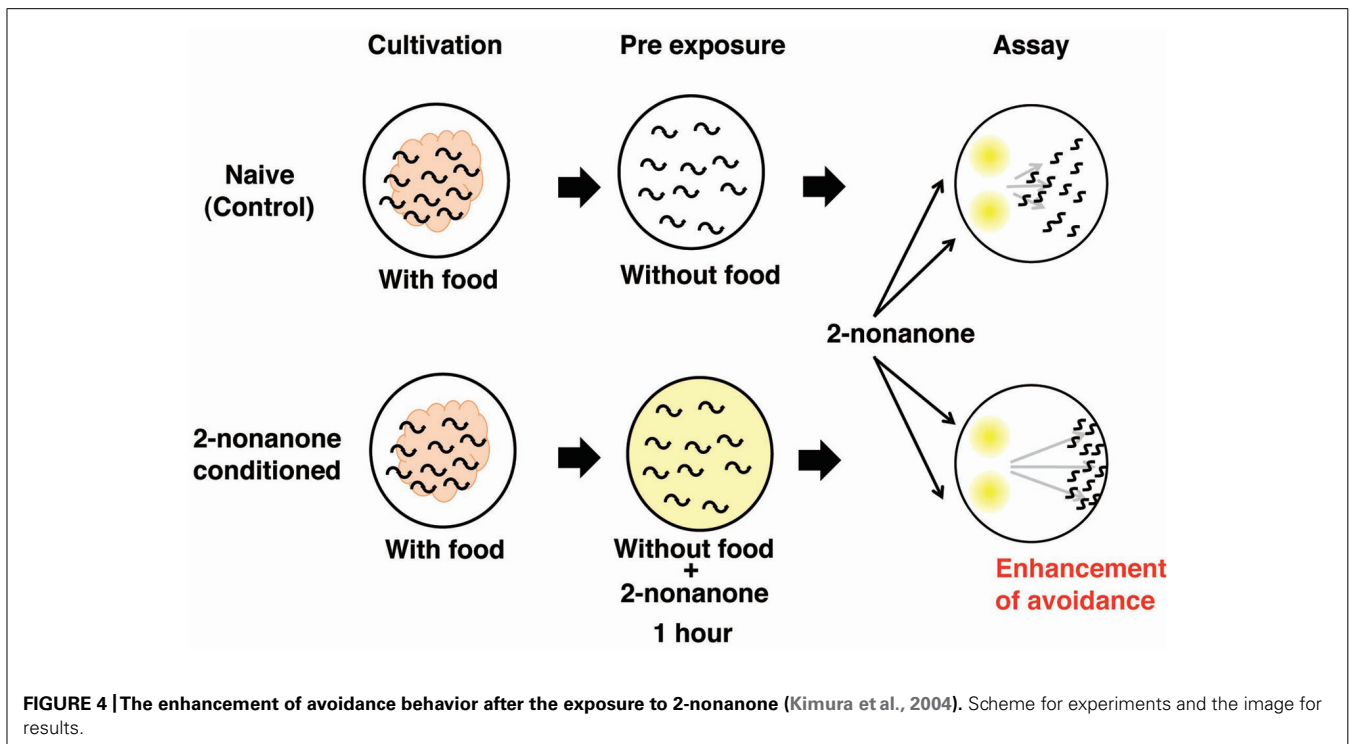 Cultivation Pre exposure Assay
Naive
(Control)
With food Without food
2-nonanone
2-nonanone
conditioned
With food Without food
+
2-nonanone
1 hour
Enhancement
of avoidance
FIGURE 4 | The enhancement of avoidance behavior after the exposure to 2-nonanone (Kimura et al., 2004). Scheme for experiments and the image for
results.